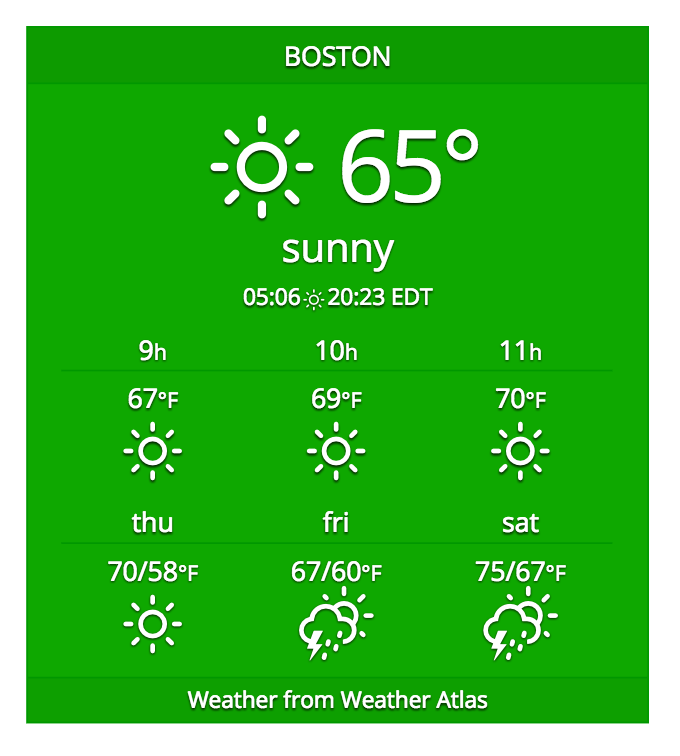 BOSTON
65°
sunny
05:06 20:23 EDT
9h 10h 11h
67°F 69°F 70°F
thu fri sat
70/58°F 67/60°F 75/67°F
Weather from Weather Atlas